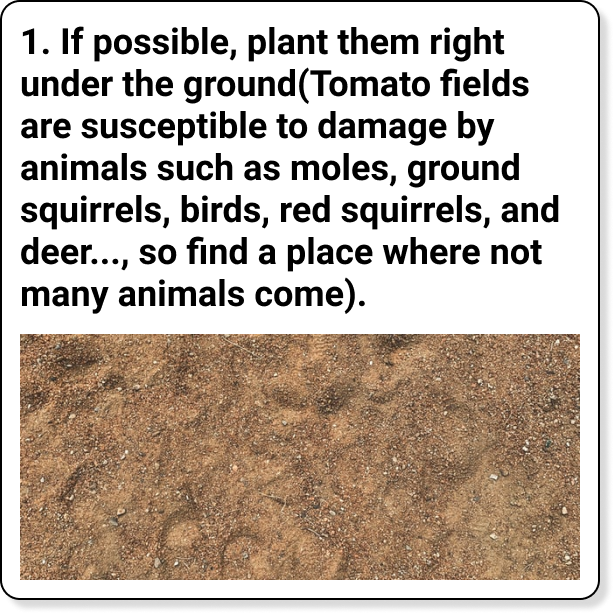 1. If possible, plant them right
under the ground(Tomato fields
are susceptible to damage by
animals such as moles, ground
squirrels, birds, red squirrels, and
deer..., so find a place where not
many animals come).